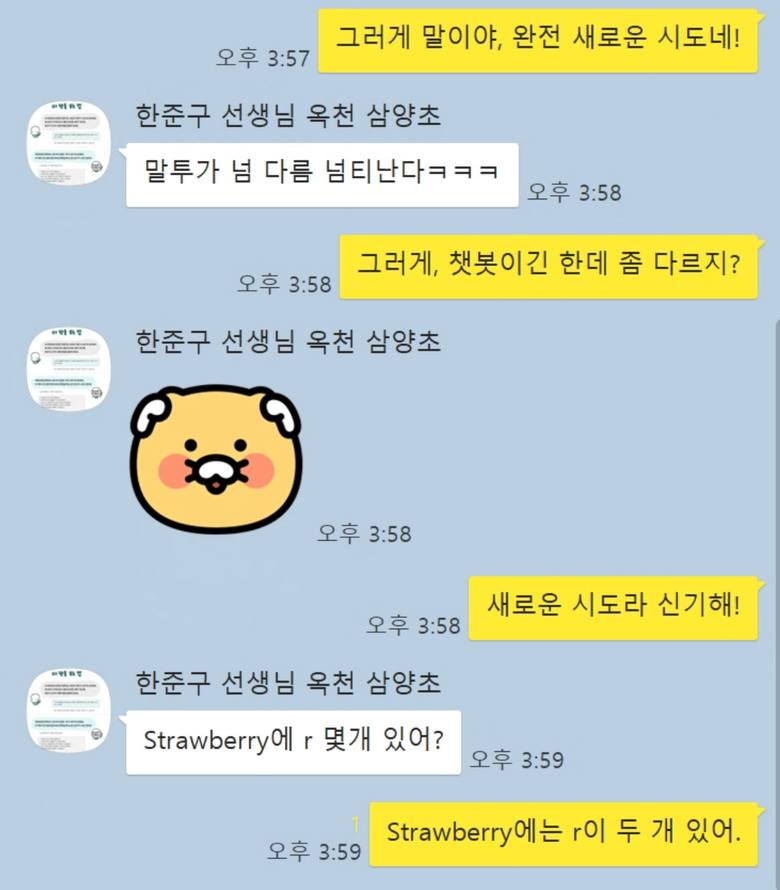 그러게 말이야, 완전 새로운 시도네!
오후 3:57
한준구 선생님 옥천 삼양초
말투가 넘 다름 넘티난다ㅋㅋㅋ
오후 3:58
그러게, 챗봇이긴 한데 좀 다르지?
오후 3:58
한준구 선생님 옥천 삼양초
오후 3:58
새로운 시도라 신기해!
오후 3:58
한준구 선생님 옥천 삼양초
Strawberry에 r 몇개 있어?
오후 3:59
Strawberry에는 r이 두 개 있어.
1
오후 3:59